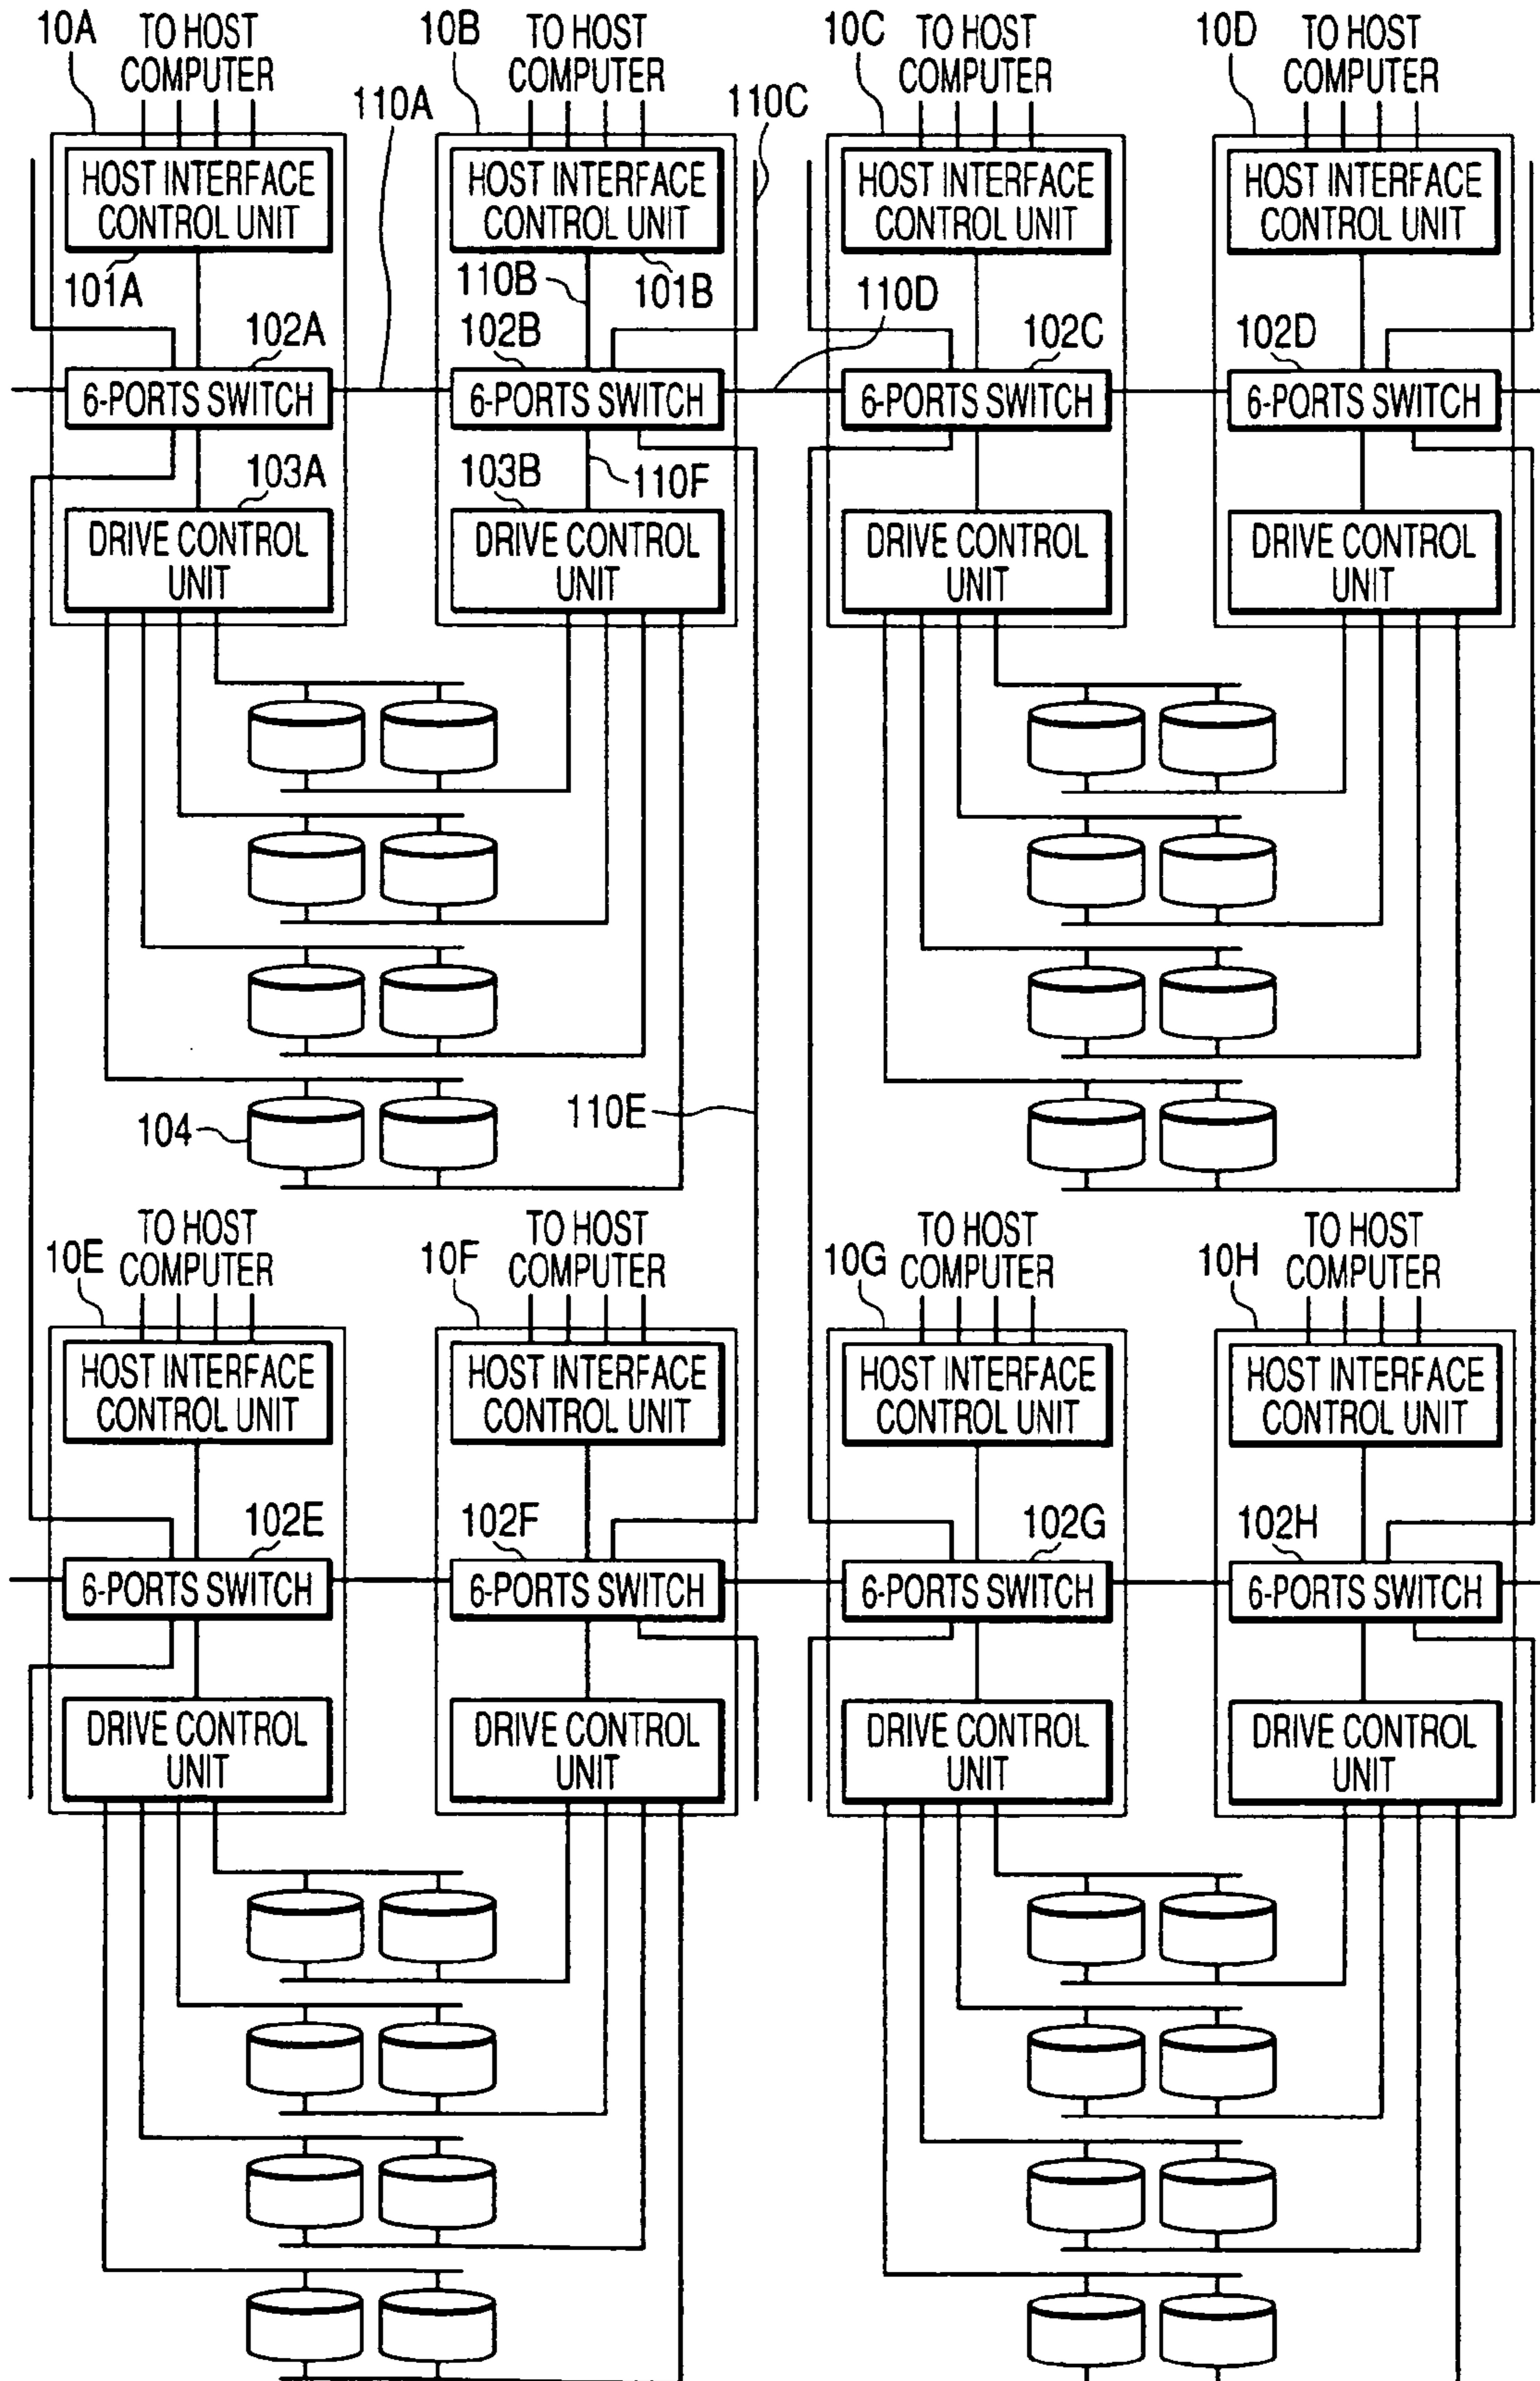 10A TO HOST COMPUTER
110A
10B TO HOST COMPUTER
110C
10C TO HOST COMPUTER
10D TO HOST COMPUTER
HOST INTERFACE
CONTROL UNIT
HOST INTERFACE
CONTROL UNIT
HOST INTERFACE
CONTROL UNIT
HOST INTERFACE
CONTROL UNIT
101A
110B
101B
110D
102A
102B
102C
102D
6-PORTS SWITCH
6-PORTS SWITCH
6-PORTS SWITCH
6-PORTS SWITCH
103A
103B
110F
DRIVE CONTROL
UNIT
DRIVE CONTROL
UNIT
DRIVE CONTROL
UNIT
DRIVE CONTROL
UNIT
104
110E
10E TO HOST COMPUTER
10F TO HOST COMPUTER
10G TO HOST COMPUTER
10H TO HOST COMPUTER
HOST INTERFACE
CONTROL UNIT
HOST INTERFACE
CONTROL UNIT
HOST INTERFACE
CONTROL UNIT
HOST INTERFACE
CONTROL UNIT
102E
102F
102G
102H
6-PORTS SWITCH
6-PORTS SWITCH
6-PORTS SWITCH
6-PORTS SWITCH
DRIVE CONTROL
UNIT
DRIVE CONTROL
UNIT
DRIVE CONTROL
UNIT
DRIVE CONTROL
UNIT